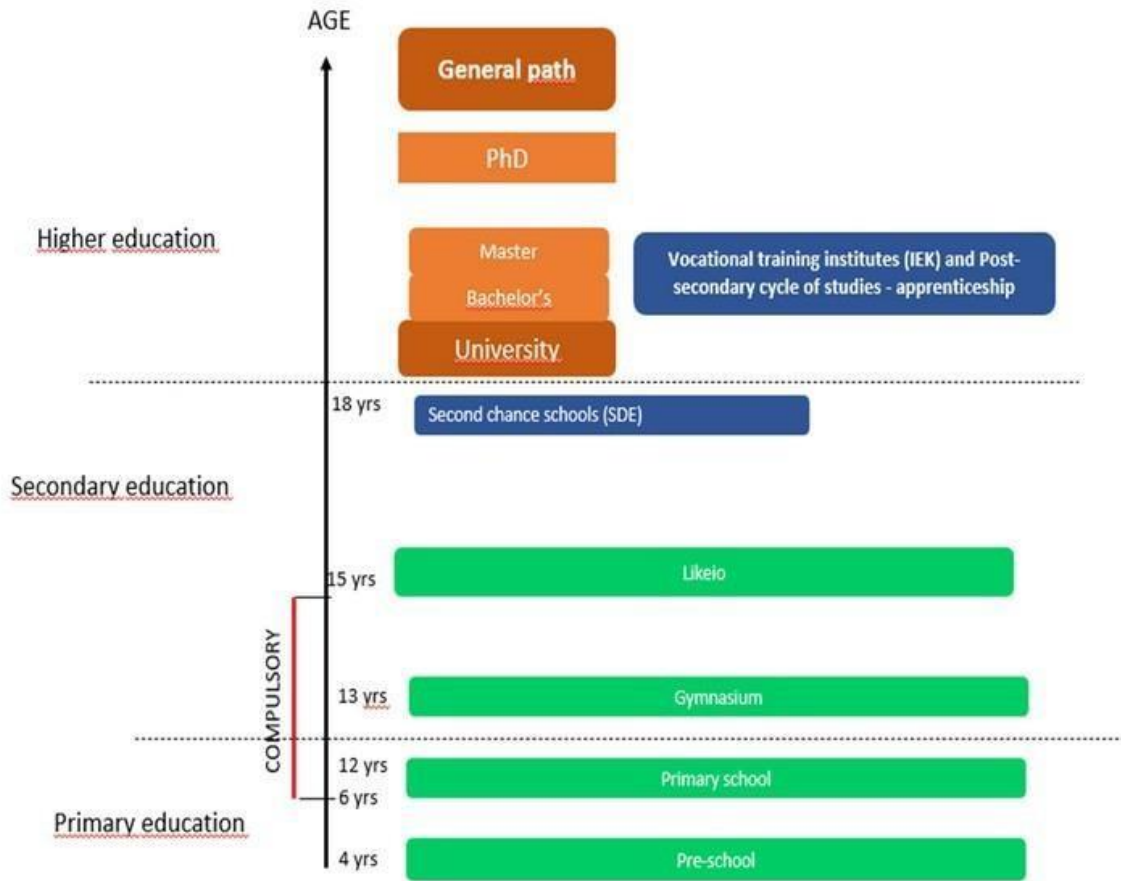 AGE
General path
PhD
Higher education
Master
Vocational training institutes (IEK) and Post-
secondary cycle of studies - apprenticeship
Bachelor's
University
18 yrs
Second chance schools (SDE)
Secondary education
15 yrs
Likeio
COMPULSORY
13 yrs
Gymnasium
12 yrs
Primary school
6 yrs
Primary education
4 yrs
Pre-school